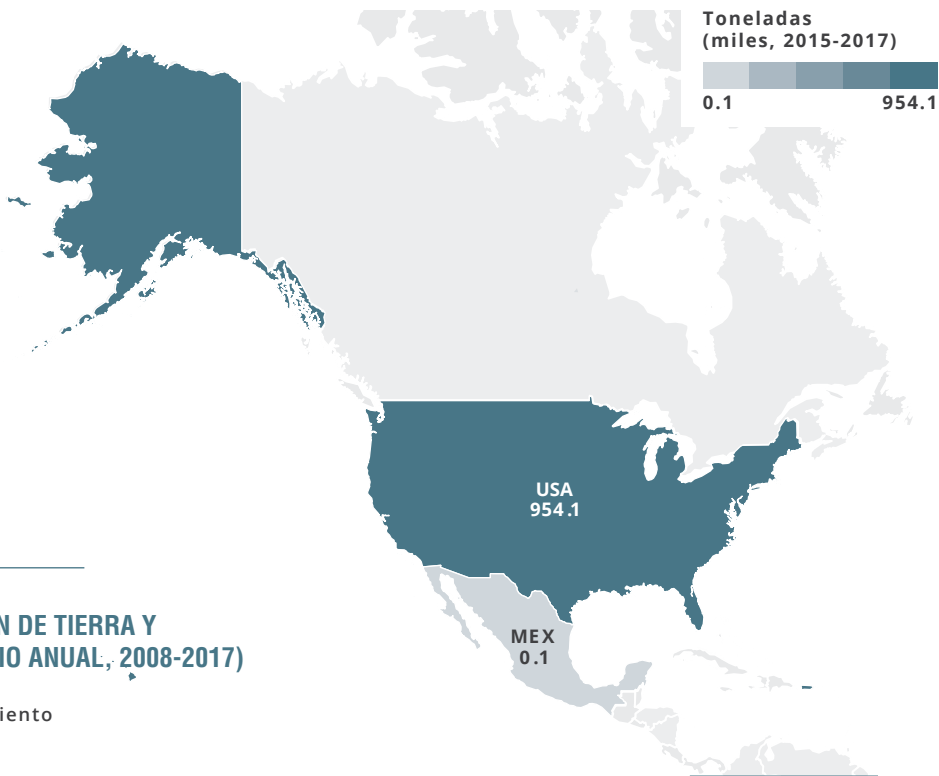 Toneladas
(miles, 2015-2017)
0.1 954.1
USA
954.1
MEX
0.1
N DE TIERRA Y
IO ANUAL, 2008-2017)
iento